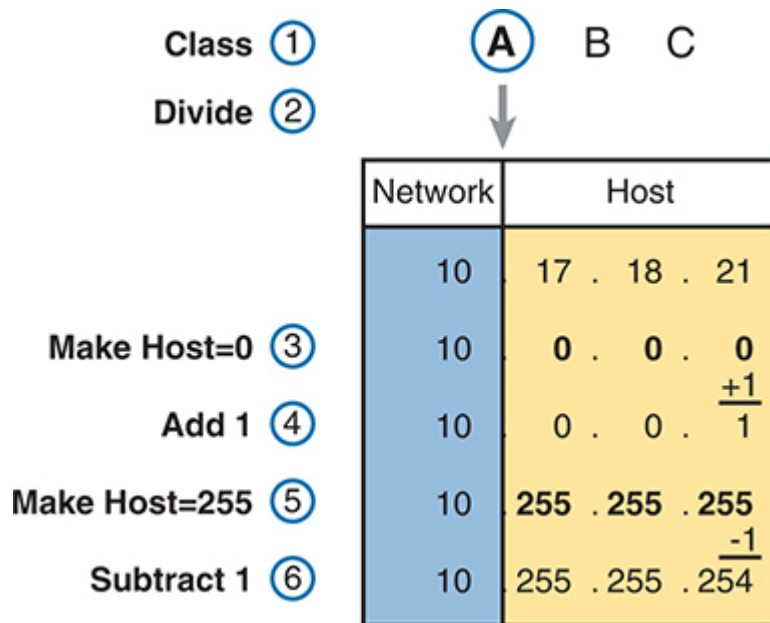 Class 1 A B C
Divide 2
Network Host
10 . 17 . 18 . 21
Make Host=0 3 10 . 0 . 0 . 0
+1
Add 1 4 10 . 0 . 0 . 1
Make Host=255 5 10 . 255 . 255 . 255
-1
Subtract 1 6 10 . 255 . 255 . 254